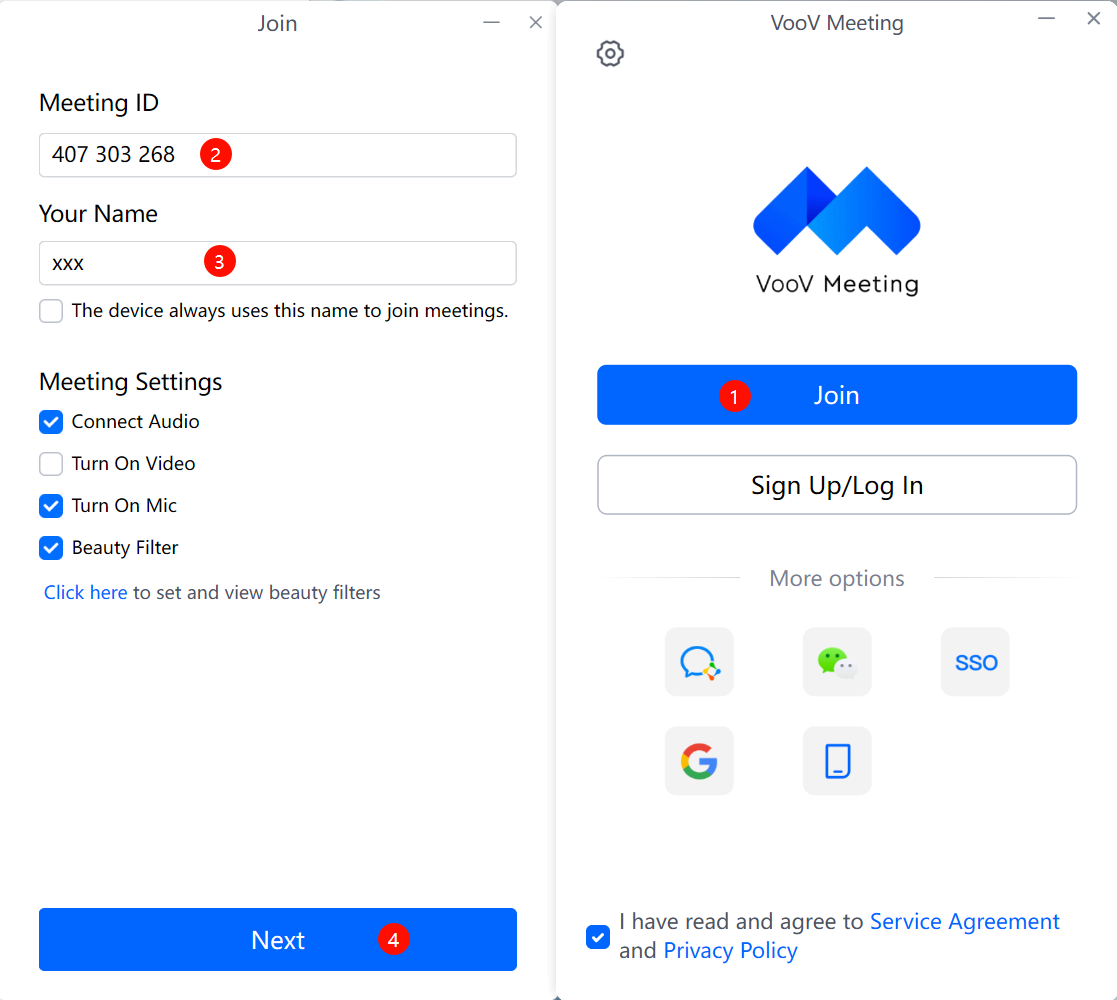 Join
Meeting ID
407 303 268 2
Your Name
xxx 3
The device always uses this name to join meetings.
Meeting Settings
Connect Audio
Turn On Video
Turn On Mic
Beauty Filter
Click here to set and view beauty filters
Next 4
VooV Meeting
VooV Meeting
1 Join
Sign Up/Log In
More options
SSO
I have read and agree to Service Agreement
and Privacy Policy